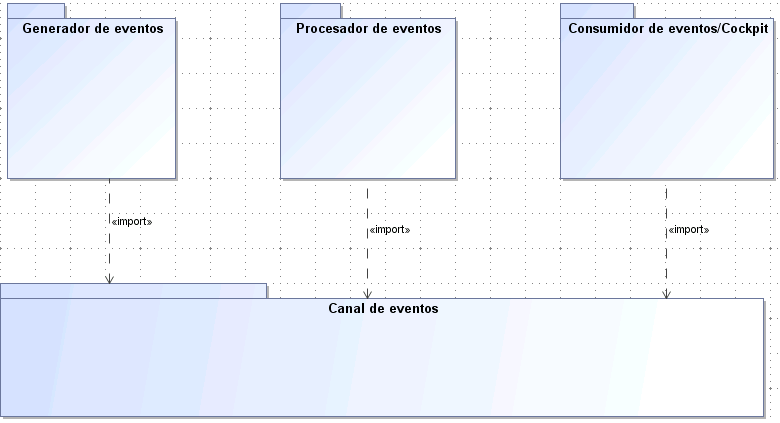 Generador de eventos
Procesador de eventos
Consumidor de eventos/Cockpit
«import»
«import»
«import»
Canal de eventos